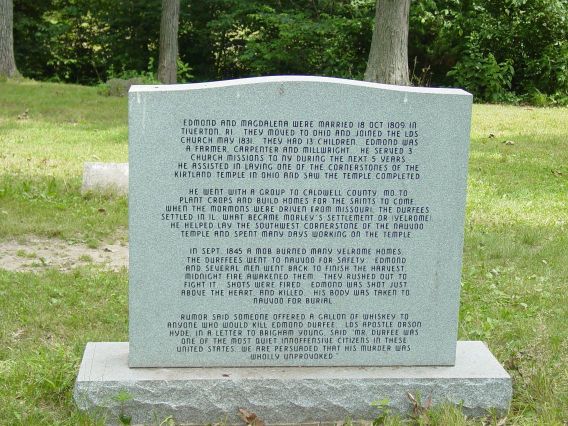 EDMOND AND MAGDALENA WERE MARRIED 18 OCT 1809 IN
TIVERTON, RI. THEY MOVED TO OHIO AND JOINED THE LDS
CHURCH MAY 1831. THEY HAD 13 CHILDREN. EDMOND WAS
A FARMER, CARPENTER AND MILLWRIGHT. HE SERVED 3
CHURCH MISSIONS TO NY DURING THE NEXT 5 YEARS.
HE ASSISTED IN LAYING ONE OF THE CORNERSTONES OF THE
KIRTLAND TEMPLE IN OHIO AND SAW THE TEMPLE COMPLETED.
HE WENT WITH A GROUP TO CALDWELL COUNTY, MO. TO
PLANT CROPS AND BUILD HOMES FOR THE SAINTS TO COME.
WHEN THE MORMONS WERE DRIVEN FROM MISSOURI, THE DURFEES
SETTLED IN IL. WHAT BECAME MORLEY'S SETTLEMENT OR (YELROME).
HE HELPED LAY THE SOUTHWEST CORNERSTONE OF THE NAUVOO
TEMPLE AND SPENT MANY DAYS WORKING ON THE TEMPLE.
IN SEPT. 1845 A MOB BURNED MANY YELROME HOMES.
THE DURFEES WENT TO NAUVOO FOR SAFETY. EDMOND
AND SEVERAL MEN WENT BACK TO FINISH THE HARVEST.
MIDNIGHT FIRE AWAKENED THEM. THEY RUSHED OUT TO
FIGHT IT. SHOTS WERE FIRED. EDMOND WAS SHOT JUST
ABOVE THE HEART, AND KILLED. HIS BODY WAS TAKEN TO
NAUVOO FOR BURIAL.
RUMOR SAID SOMEONE OFFERED A GALLON OF WHISKEY TO
ANYONE WHO WOULD KILL EDMOND DURFEE. LDS APOSTLE ORSON
HYDE, IN A LETTER TO BRIGHAM YOUNG, SAID "MR. DURFEE WAS
ONE OF THE MOST QUIET INNOFFENSIVE CITIZENS IN THESE
UNITED STATES, WE ARE PERSUADED THAT HIS MURDER WAS
WHOLLY UNPROVOKED."